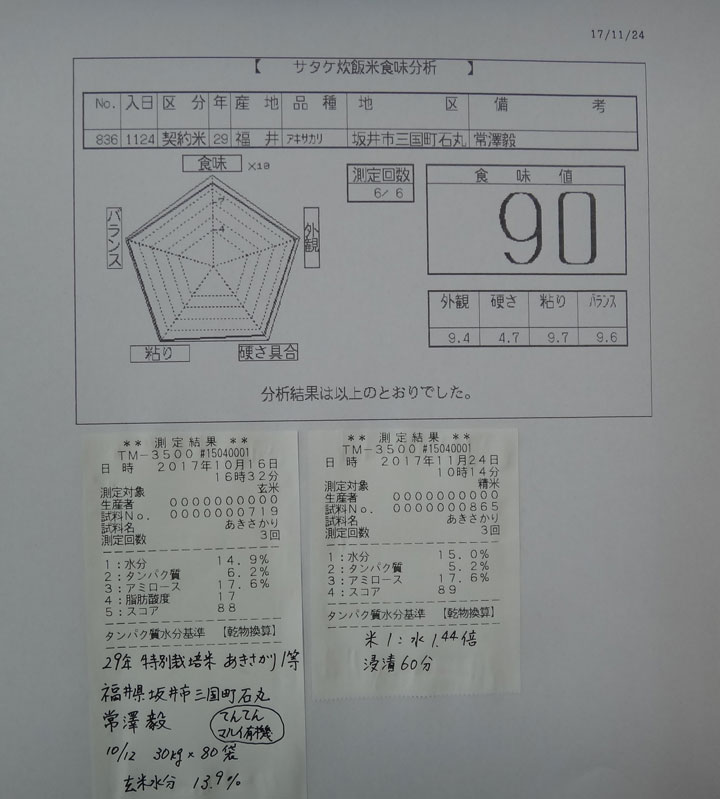 17/11/24
【 サタケ炊飯米食味分析 】
No. 入日 区分 年 産地 品種 地区 備考
836 1124 契約米 29 福井 アキサカリ 坂井市三国町石丸 常澤毅
食味 ×10
7
4
バランス
外観
粘り
硬さ具合
測定回数
6/ 6
食味値
90
外観 硬さ 粘り バランス
9.4 4.7 9.7 9.6
分析結果は以上のとおりでした。
** 測定結果 **
TM-3500 #15040001
日 時 2017年10月16日
16時32分
測定対象 玄米
生産者 0000000000
試料No. 0000000719
試料名 あきさかり
測定回数 3回
1:水分 14.9%
2:タンパク質 6.2%
3:アミロース 17.6%
4:脂肪酸度 17
5:スコア 88
タンパク質水分基準 【乾物換算】
29年 特別栽培米 あきさかり1等
福井県坂井市三国町石丸
常澤毅
てんてん
マルイ有機
10/12 30kg×80袋
玄米水分 13.9%
** 測定結果 **
TM-3500 #15040001
日 時 2017年11月24日
10時14分
測定対象 精米
生産者 0000000000
試料No. 0000000865
試料名 あきさかり
測定回数 3回
1:水分 15.0%
2:タンパク質 5.2%
3:アミロース 17.6%
4:スコア 89
タンパク質水分基準 【乾物換算】
米1:水1.44倍
浸漬60分